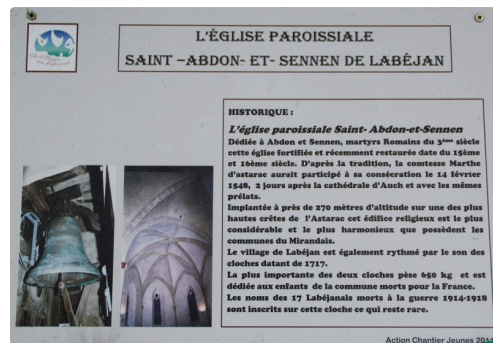 L'ÉGLISE PAROISSIALE
SAINT –ABDON- ET- SENNEN DE LABÉJAN
HISTORIQUE :
L'église paroissiale Saint- Abdon-et-Sennen
Dédiée à Abdon et Sennen, martyrs Romains du 3ème siècle
cette église fortifiée et récemment restaurée date du 15ème
et 16ème siècle. D'après la tradition, la comtesse Marthe
d'astarac aurait participé à sa consécration le 14 février
1548, 2 jours après la cathédrale d'Auch et avec les mêmes
prélats.
Implantée à près de 270 mètres d'altitude sur une des plus
hautes crêtes de l'Astarac cet édifice religieux est le plus
considérable et le plus harmonieux que possèdent les
communes du Mirandais.
Le village de Labéjan est également rythmé par le son des
cloches datant de 1717.
La plus importante des deux cloches pèse 650 kg et est
dédiée aux enfants de la commune morts pour la France.
Les noms des 17 Labéjanais morts à la guerre 1914-1918
sont inscrits sur cette cloche ce qui reste rare.
Action Chantier Jeunes